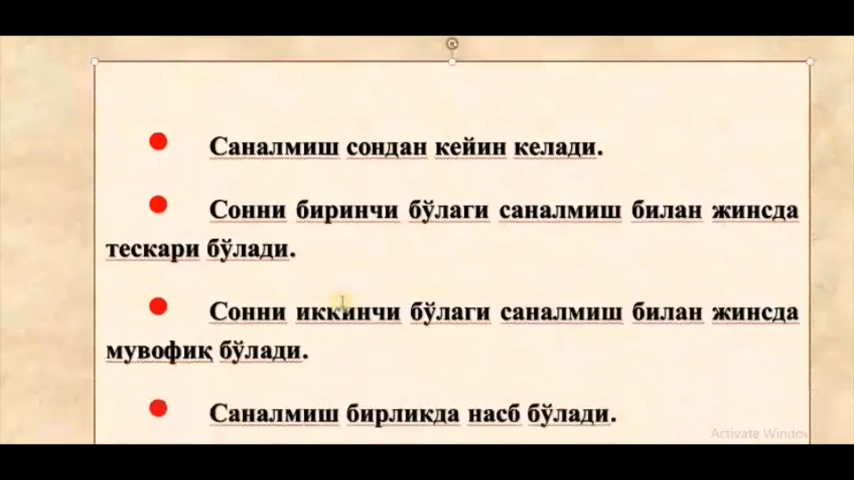 Саналмиш сондан кейин келади.
Сонни биринчи бўлаги саналмиш билан жинсда
тескари бўлади.
Сонни иккинчи бўлаги саналмиш билан жинсда
мувофиқ бўлади.
Саналмиш бирликда насб бўлади.
Activate Window